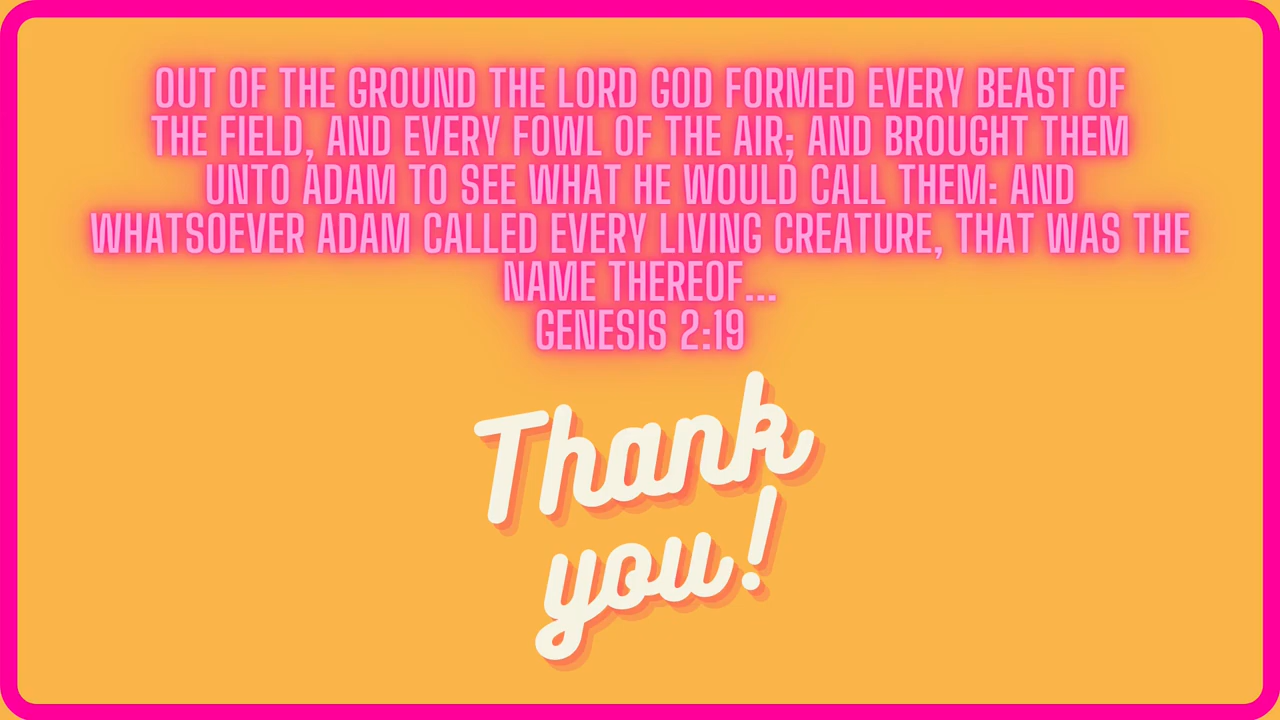 OUT OF THE GROUND THE LORD GOD FORMED EVERY BEAST OF
THE FIELD, AND EVERY FOWL OF THE AIR; AND BROUGHT THEM
UNTO ADAM TO SEE WHAT HE WOULD CALL THEM: AND
WHATSOEVER ADAM CALLED EVERY LIVING CREATURE, THAT WAS THE
NAME THEREOF...
GENESIS 2:19
Thank
you!